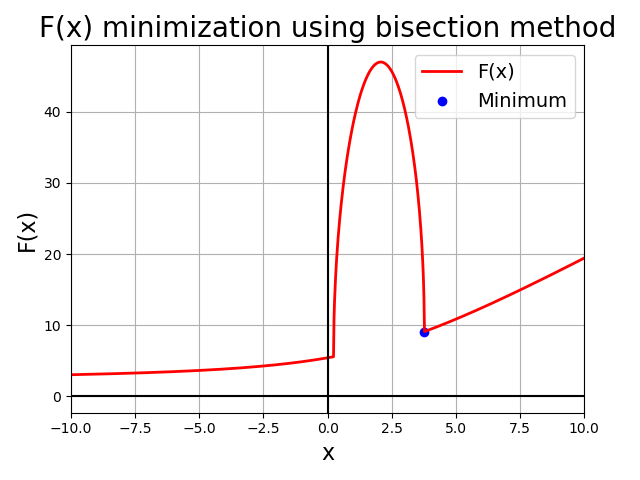 F(x) minimization using bisection method
F(x)
Minimum
40
30
20
10
0
F(x)
−10.0 −7.5 −5.0 −2.5 0.0 2.5 5.0 7.5 10.0
x